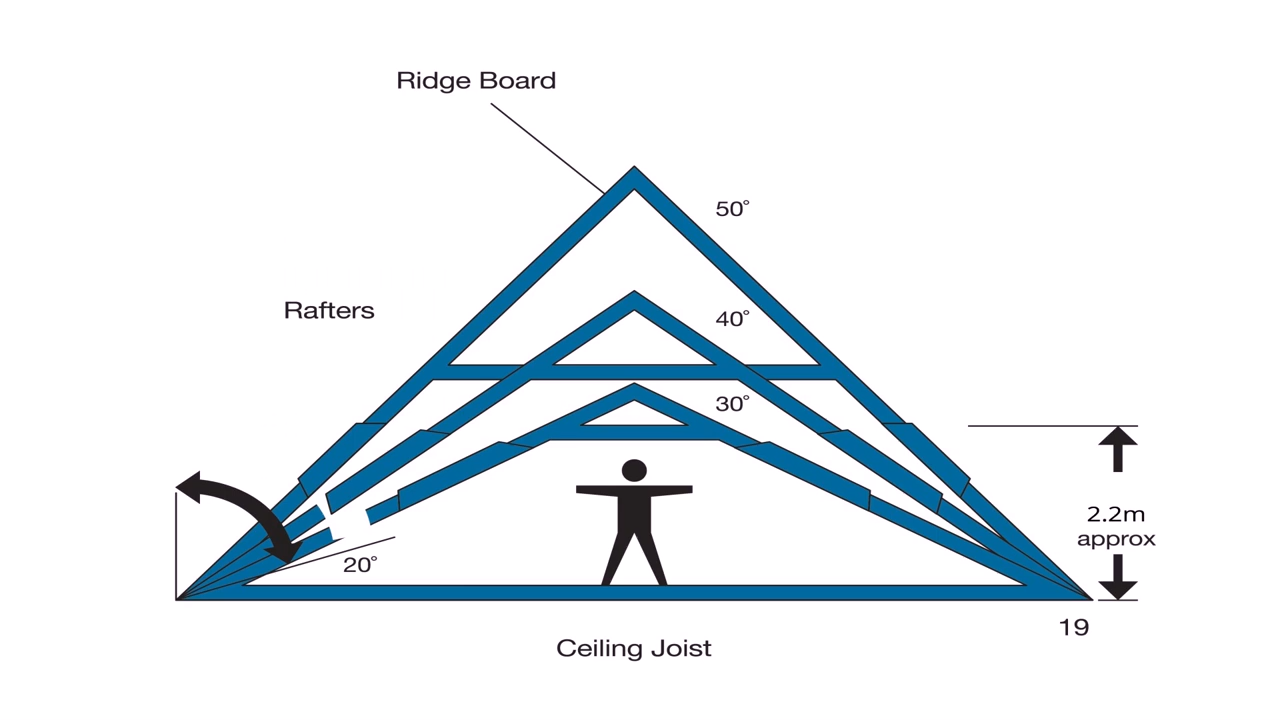 Ridge Board
50°
Rafters
40°
30°
2.2m
approx
20°
19
Ceiling Joist